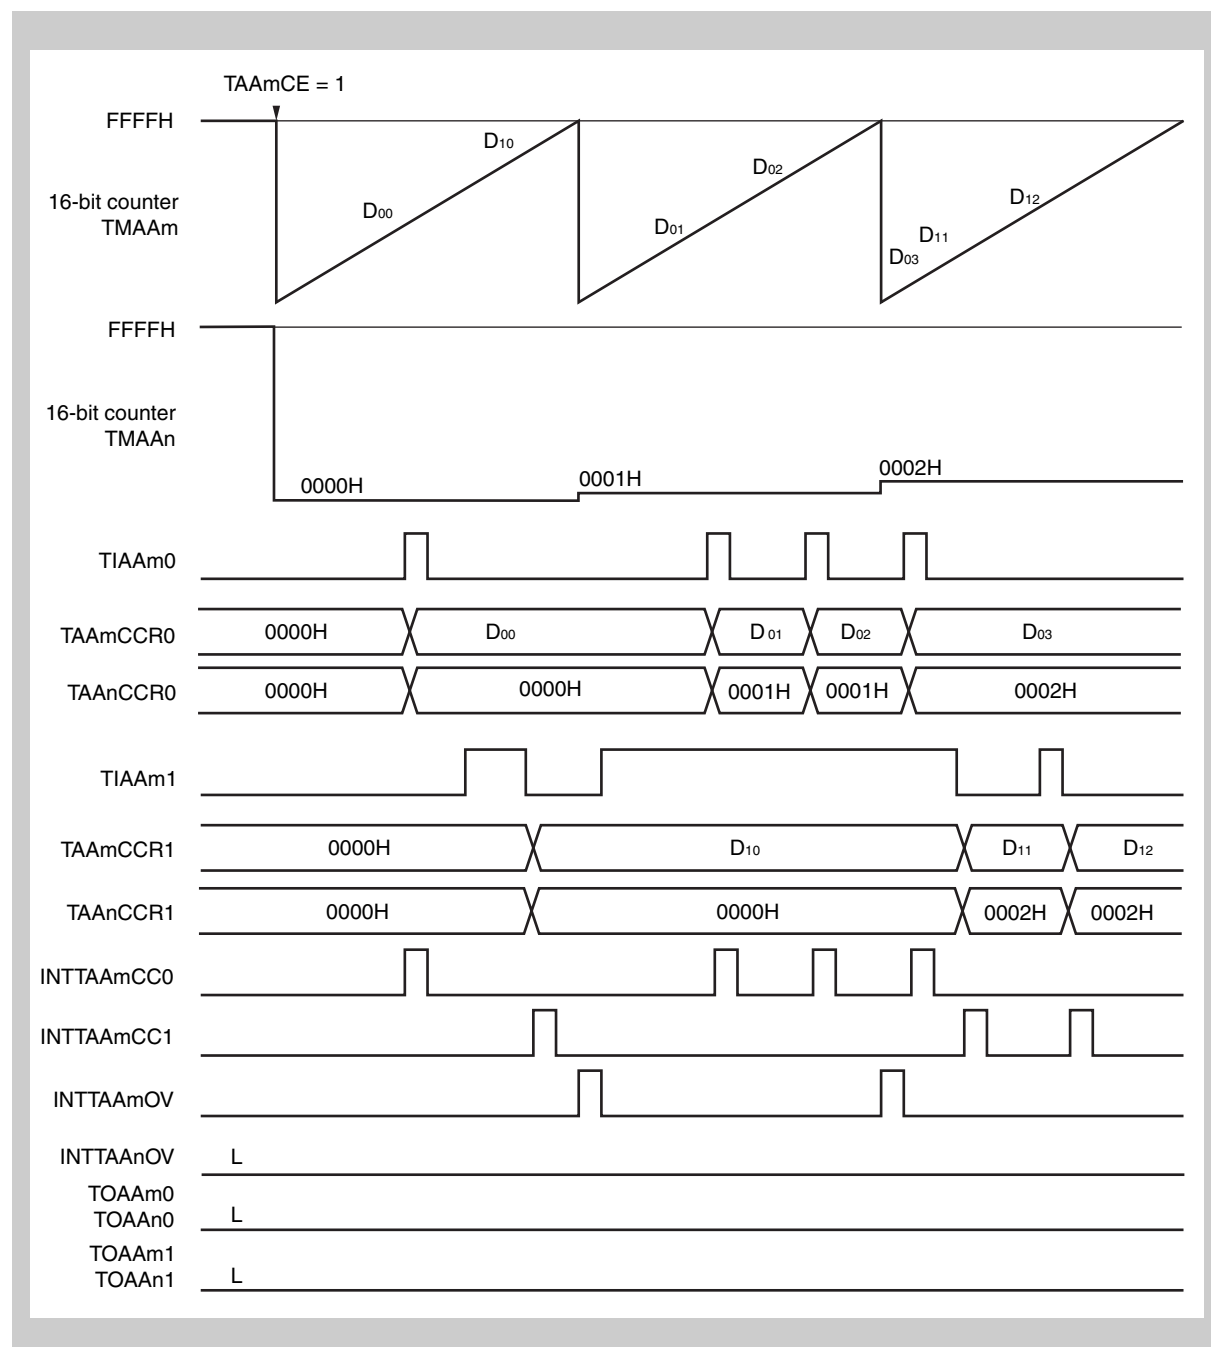 TAAmCE = 1
FFFFH
16-bit counter
TMAAm
D10
D00
D02
D01
D12
D11
D03
FFFFH
16-bit counter
TMAAn
0000H
0001H
0002H
TIAAm0
TAAmCCR0
0000H
D00
D 01
D02
D03
TAAnCCR0
0000H
0000H
0001H
0001H
0002H
TIAAm1
TAAmCCR1
0000H
D10
D11
D12
TAAnCCR1
0000H
0000H
0002H
0002H
INTTAAmCC0
INTTAAmCC1
INTTAAmOV
INTTAAnOV
L
TOAAm0
TOAAn0
L
TOAAm1
TOAAn1
L